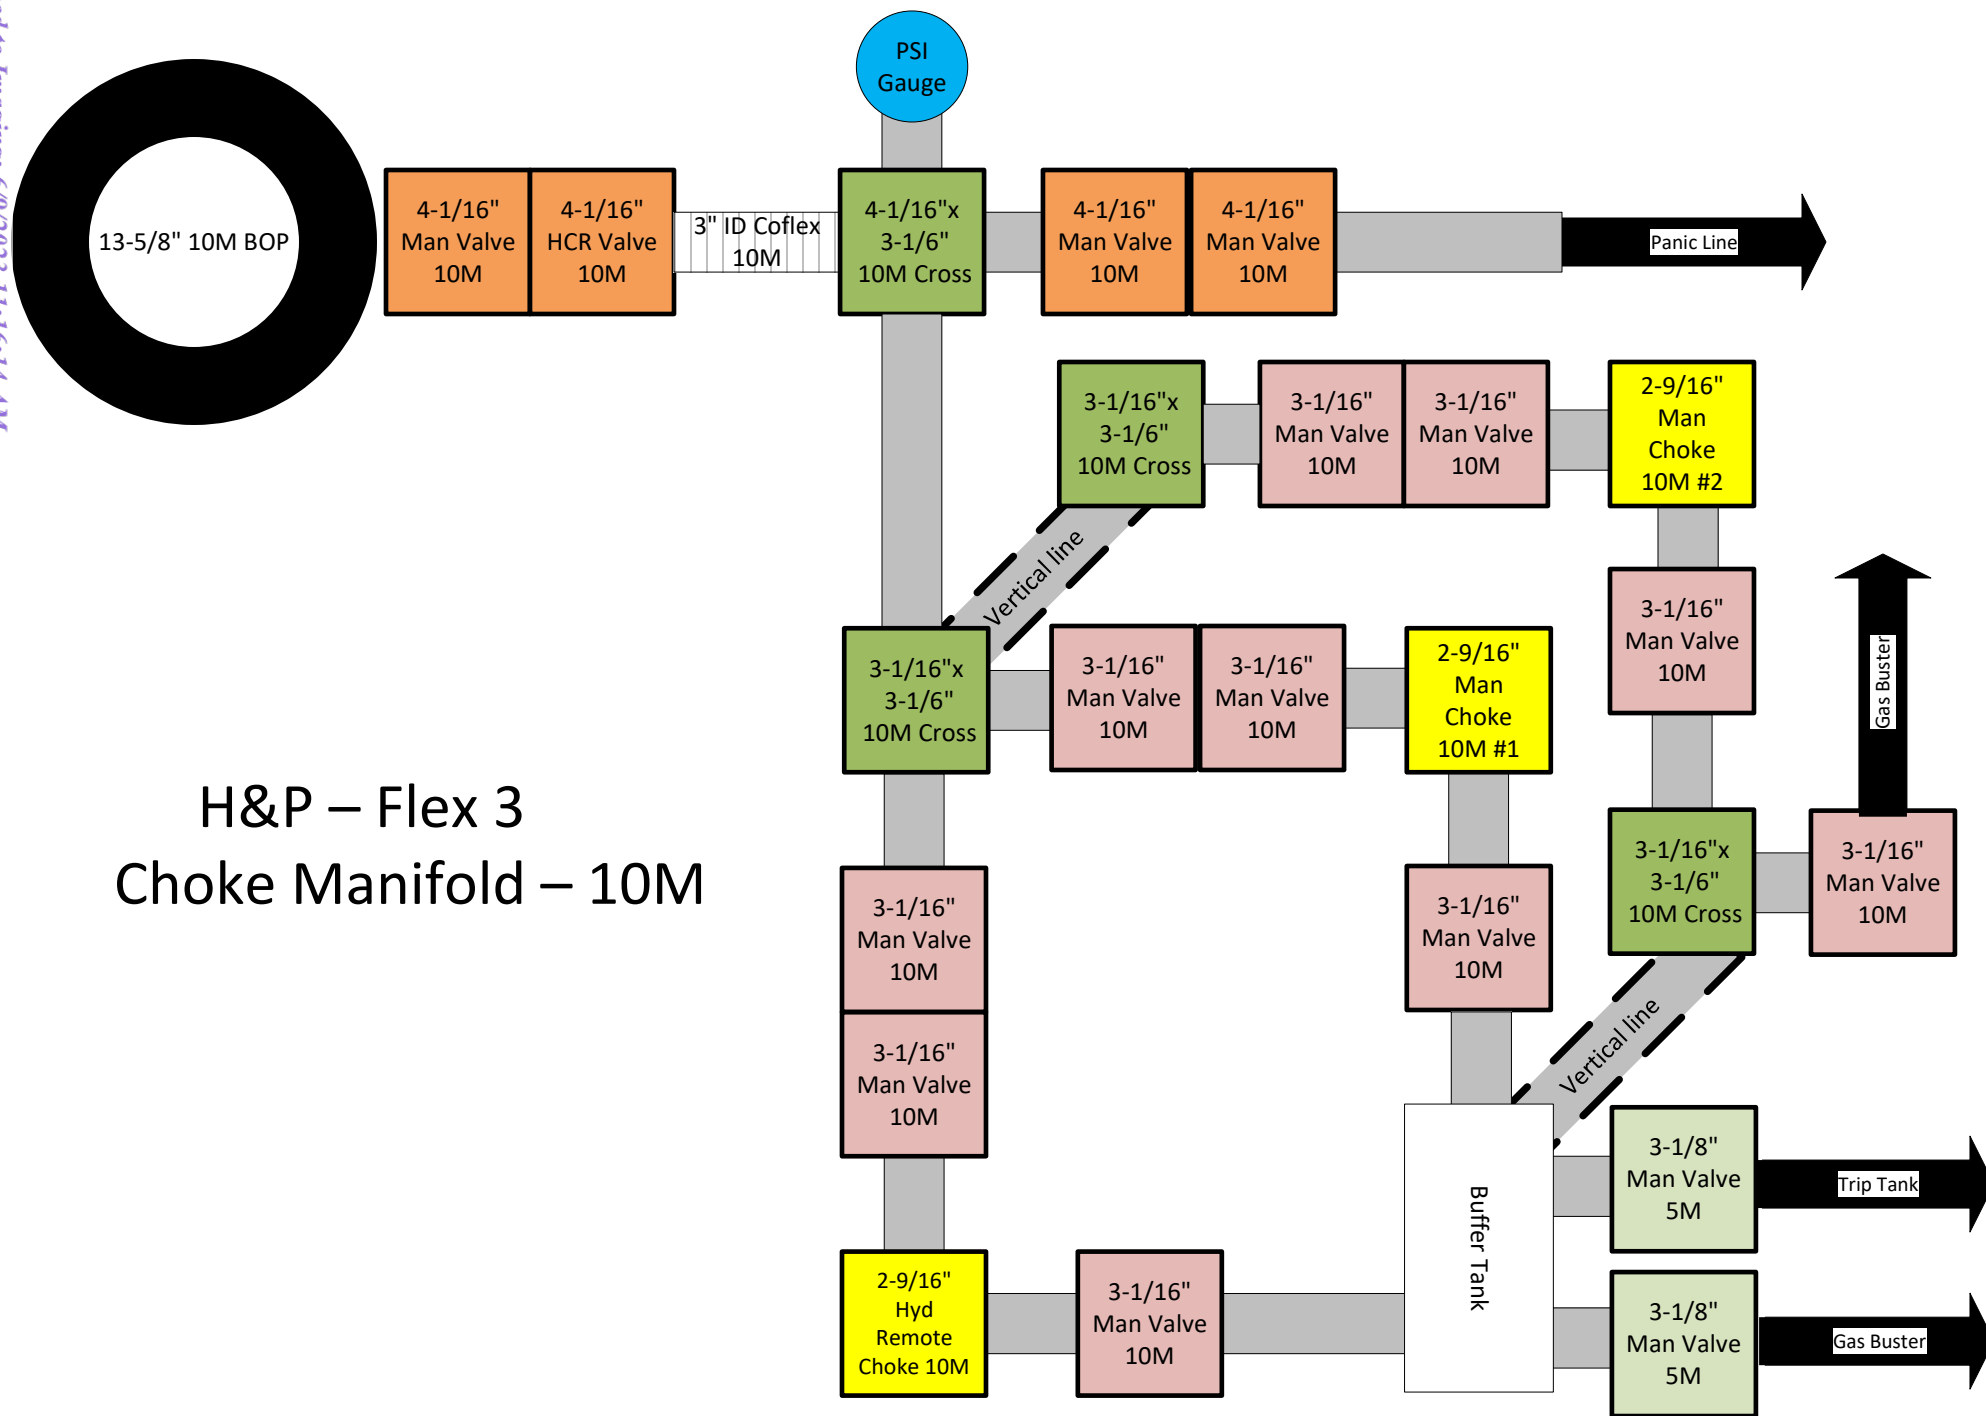 PSI
Gauge
13-5/8" 10M BOP
4-1/16"
Man Valve
10M
4-1/16"
HCR Valve
10M
3" ID Coflex
10M
4-1/16"x
3-1/6"
10M Cross
4-1/16"
Man Valve
10M
4-1/16"
Man Valve
10M
Panic Line
3-1/16"x
3-1/6"
10M Cross
3-1/16"
Man Valve
10M
3-1/16"
Man Valve
10M
2-9/16"
Man
Choke
10M #2
Vertical line
3-1/16"
Man Valve
10M
Gas Buster
3-1/16"x
3-1/6"
10M Cross
3-1/16"
Man Valve
10M
3-1/16"
Man Valve
10M
2-9/16"
Man
Choke
10M #1
H&P – Flex 3
Choke Manifold – 10M
3-1/16"
Man Valve
10M
3-1/16"
Man Valve
10M
3-1/16"x
3-1/6"
10M Cross
3-1/16"
Man Valve
10M
Vertical line
3-1/16"
Man Valve
10M
Buffer Tank
3-1/8"
Man Valve
5M
Trip Tank
2-9/16"
Hyd
Remote
Choke 10M
3-1/16"
Man Valve
10M
3-1/8"
Man Valve
5M
Gas Buster